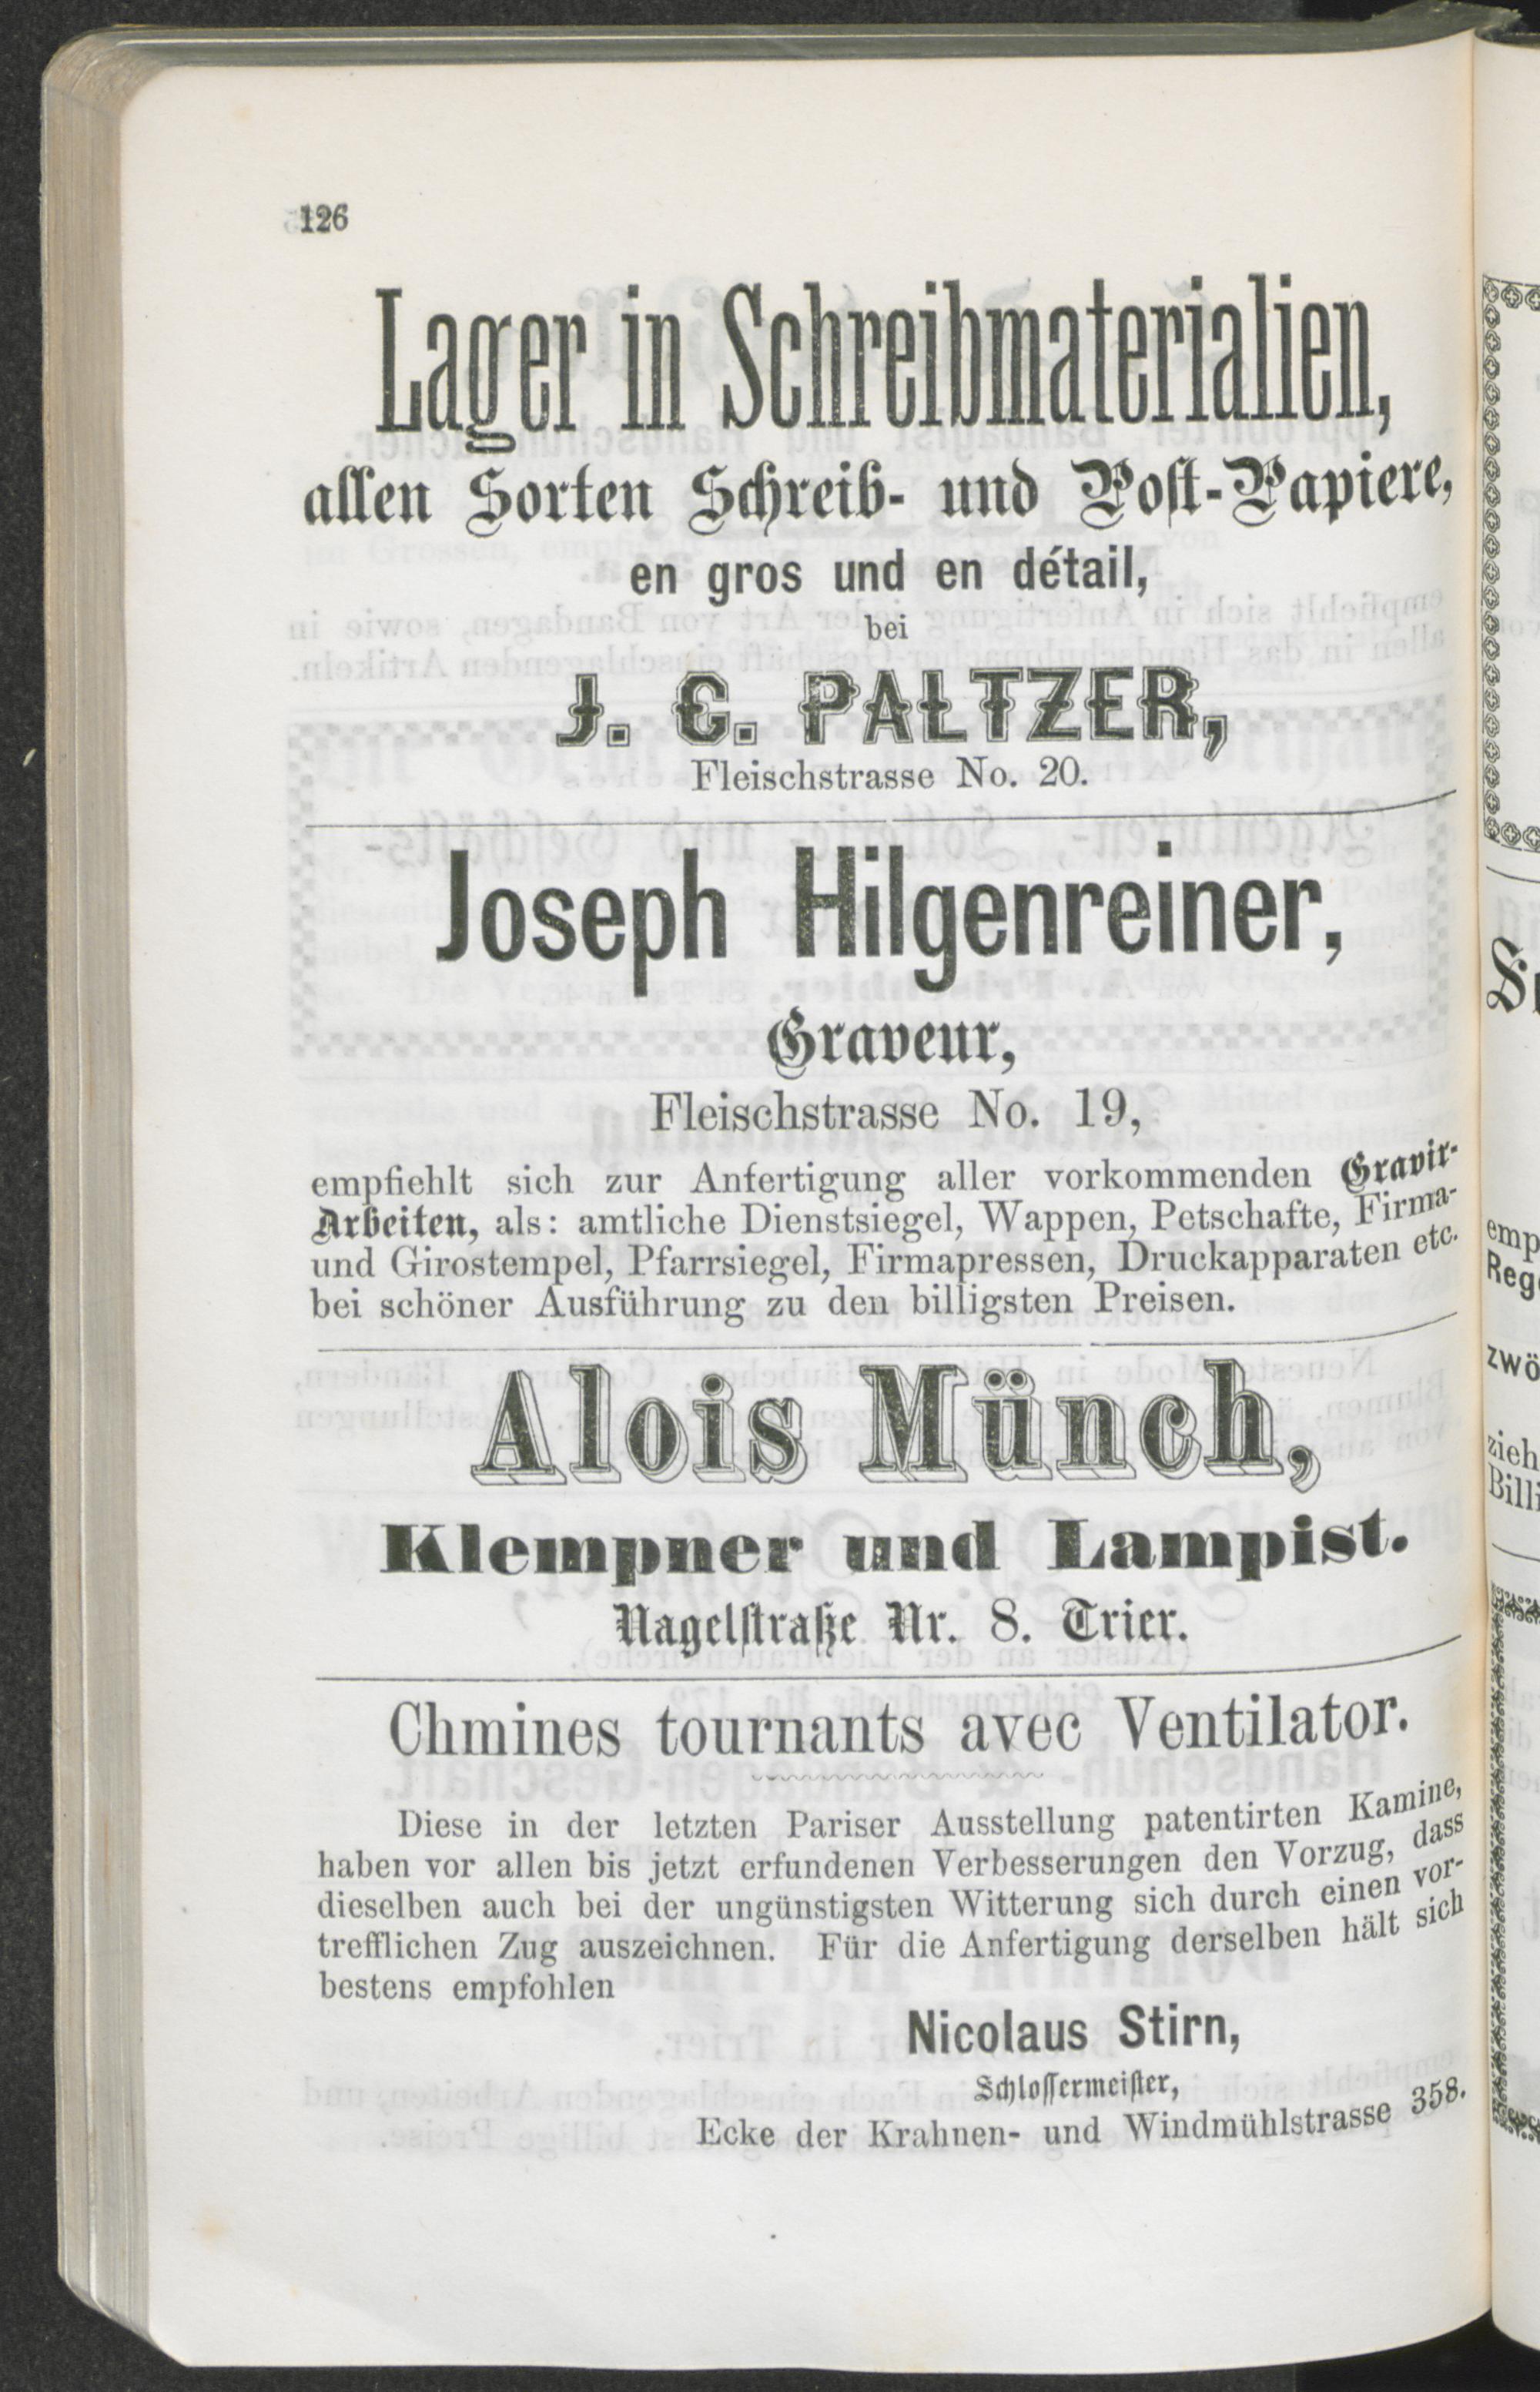 126
Lager in Schreibmaterialien,
allen Sorten Schreib- und Post-Papiere,
en gros und en détail,
bei
J. C. PALTZER,
Fleischstrasse No. 20.
Joseph Hilgenreiner,
Graveur,
Fleischstrasse No. 19,
empfiehlt sich zur Anfertigung aller vorkommenden Gravir-
Arbeiten, als: amtliche Dienstsiegel, Wappen, Petschafte, Firma-
und Girostempel, Pfarrsiegel, Firmapressen, Druckapparaten etc.
bei schöner Ausführung zu den billigsten Preisen.
Alois Münch,
Klempner und Lampist.
Nagelstraße Nr. 8. Trier.
Chmines tournants avec Ventilator.
Diese in der letzten Pariser Ausstellung patentirten Kamine,
haben vor allen bis jetzt erfundenen Verbesserungen den Vorzug, dass
dieselben auch bei der ungünstigsten Witterung sich durch einen vor-
trefflichen Zug auszeichnen. Für die Anfertigung derselben hält sich
bestens empfohlen
Nicolaus Stirn,
Schlossermeister,
Ecke der Krahnen- und Windmühlstrasse 358.